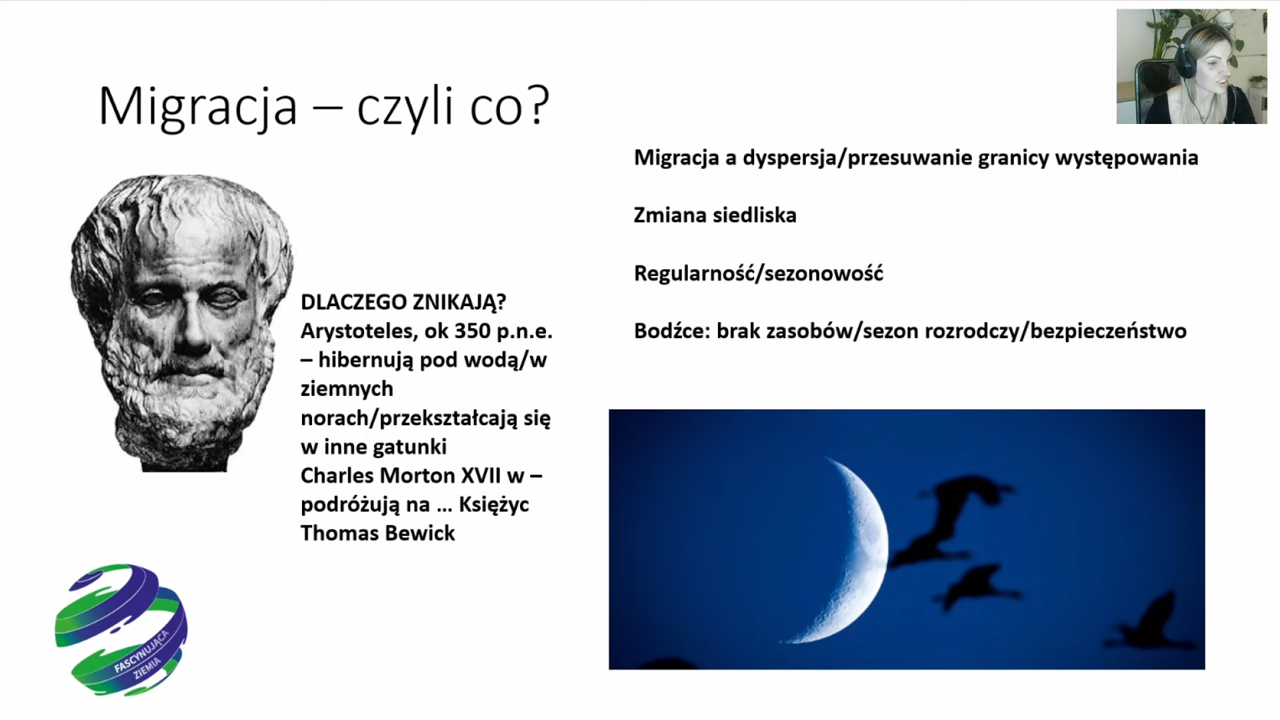 Migracja – czyli co?
Migracja a dyspersja/przesuwanie granicy występowania
Zmiana siedliska
Regularność/sezonowość
Bodźce: brak zasobów/sezon rozrodczy/bezpieczeństwo
DLACZEGO ZNIKAJĄ?
Arystoteles, ok 350 p.n.e.
– hibernują pod wodą/w
ziemnych
norach/przekształcają się
w inne gatunki
Charles Morton XVII w –
podróżują na ... Księżyc
Thomas Bewick
FASCYNUJĄCA
ZIEMIA